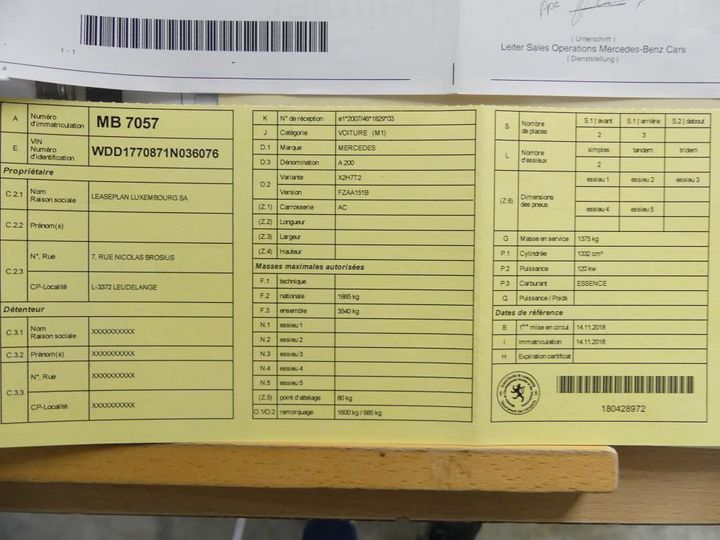 1 - 1
ppa
( Unterschrift )
Leiter Sales Operations Mercedes-Benz Cars
( Dienststellung )
A Numéro d'immatriculation MB 7057
E VIN Numéro d'identification WDD1770871N036076
Propriétaire
C.2.1 Nom Raison sociale LEASEPLAN LUXEMBOURG SA
C.2.2 Prénom(s)
C.2.3 N°, Rue 7, RUE NICOLAS BROSIUS
CP-Localité L-3372 LEUDELANGE
Détenteur
C.3.1 Nom Raison sociale XXXXXXXXXX
C.3.2 Prénom(s) XXXXXXXXXX
C.3.3 N°, Rue XXXXXXXXXX
CP-Localité XXXXXXXXXX
K N° de réception e1*2007/46*1829*03
J Catégorie VOITURE (M1)
D.1 Marque MERCEDES
D.3 Dénomination A 200
D.2 Variante X2H7T2
Version FZAA151B
(Z.1) Carrosserie AC
(Z.2) Longueur
(Z.3) Largeur
(Z.4) Hauteur
Masses maximales autorisées
F.1 technique
F.2 nationale 1885 kg
F.3 ensemble 3540 kg
N.1 essieu 1
N.2 essieu 2
N.3 essieu 3
N.4 essieu 4
N.5 essieu 5
(Z.5) point d'attelage 80 kg
O.1/O.2 remorquage 1600 kg / 685 kg
S Nombre de places S.1 | avant S.1 | arrière S.2 | debout
2 3
L Nombre d'essieux simples tandem tridem
2
(Z.6) Dimensions des pneus essieu 1 essieu 2 essieu 3
essieu 4 essieu 5
G Masse en service 1375 kg
P.1 Cylindrée 1332 cm³
P.2 Puissance 120 kw
P.3 Carburant ESSENCE
Q Puissance / Poids
Dates de référence
B 1ère mise en circul. 14.11.2018
I Immatriculation 14.11.2018
H Expiration certificat
180428972